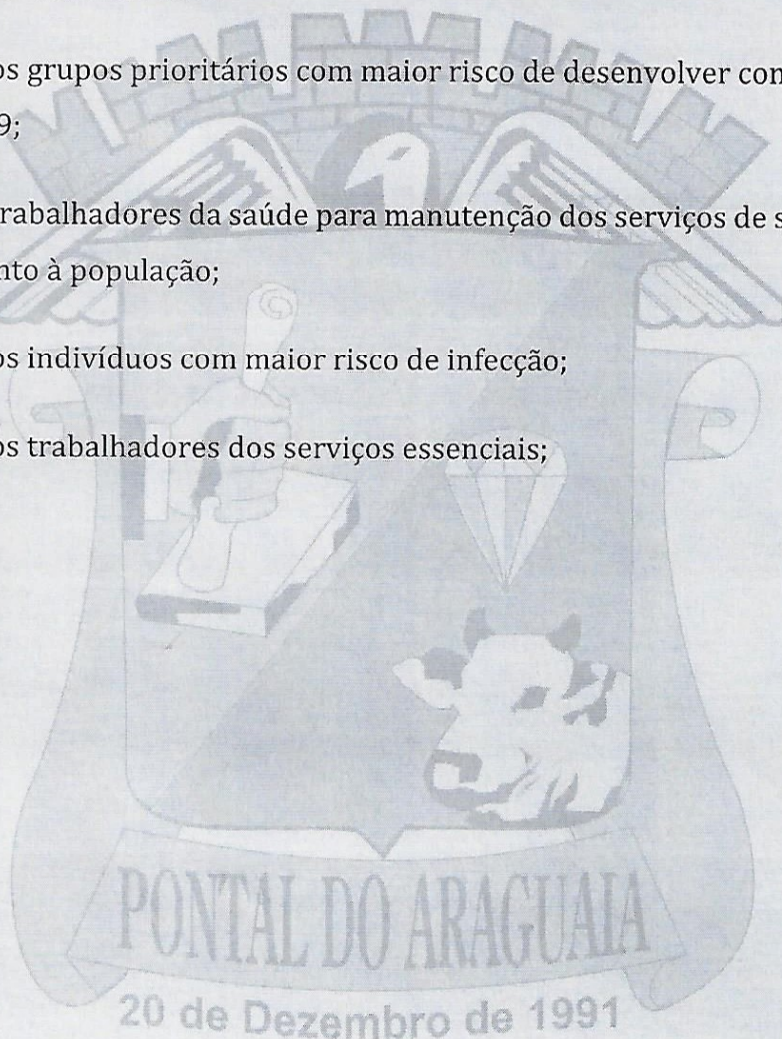 os grupos prioritários com maior risco de desenvolver con
9;
rabalhadores da saúde para manutenção dos serviços de s
nto à população;
os indivíduos com maior risco de infecção;
os trabalhadores dos serviços essenciais;
PONTAL DO ARAGUAIA
20 de Dezembro de 1991